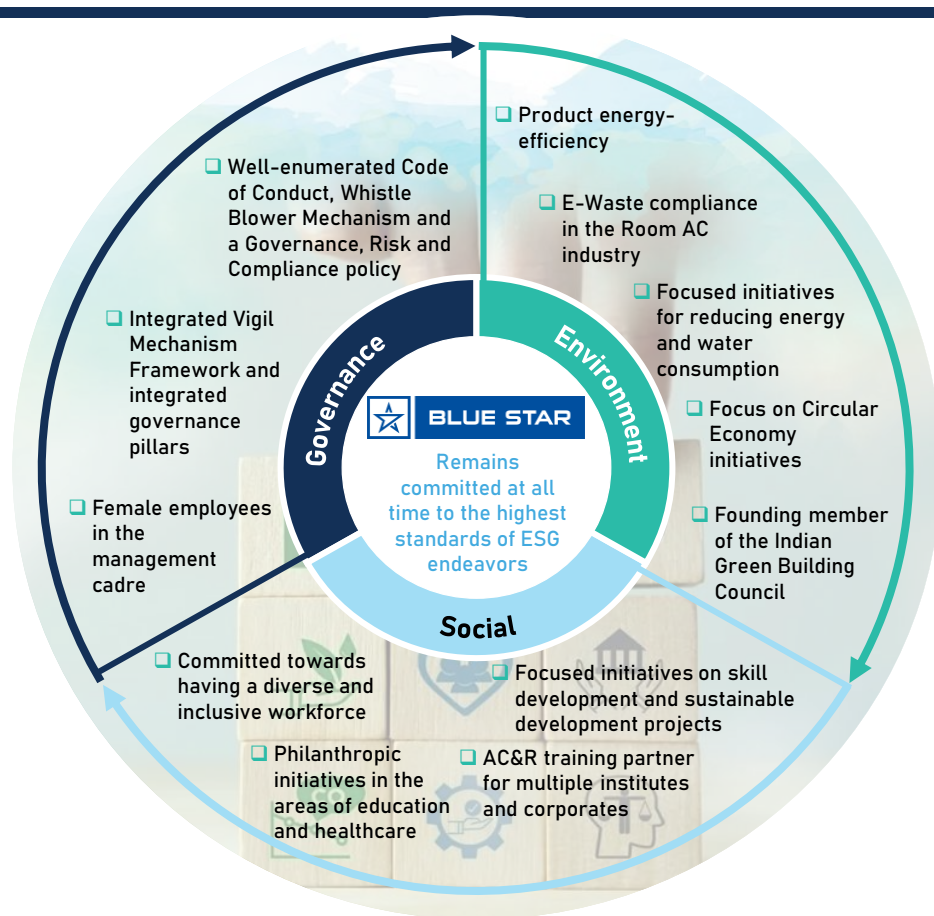 Product energy-
efficiency
E-Waste compliance
in the Room AC
industry
Focused initiatives
for reducing energy
and water
consumption
Focus on Circular
Economy
initiatives
Founding member
of the Indian
Green Building
Council
Environment
Well-enumerated Code
of Conduct, Whistle
Blower Mechanism and
a Governance, Risk and
Compliance policy
Integrated Vigil
Mechanism
Framework and
integrated
governance
pillars
Female employees
in the
management
cadre
Governance
BLUE STAR
Remains
committed at all
time to the highest
standards of ESG
endeavors
Social
Committed towards
having a diverse and
inclusive workforce
Philanthropic
initiatives in the
areas of education
and healthcare
Focused initiatives on skill
development and sustainable
development projects
AC&R training partner
for multiple institutes
and corporates